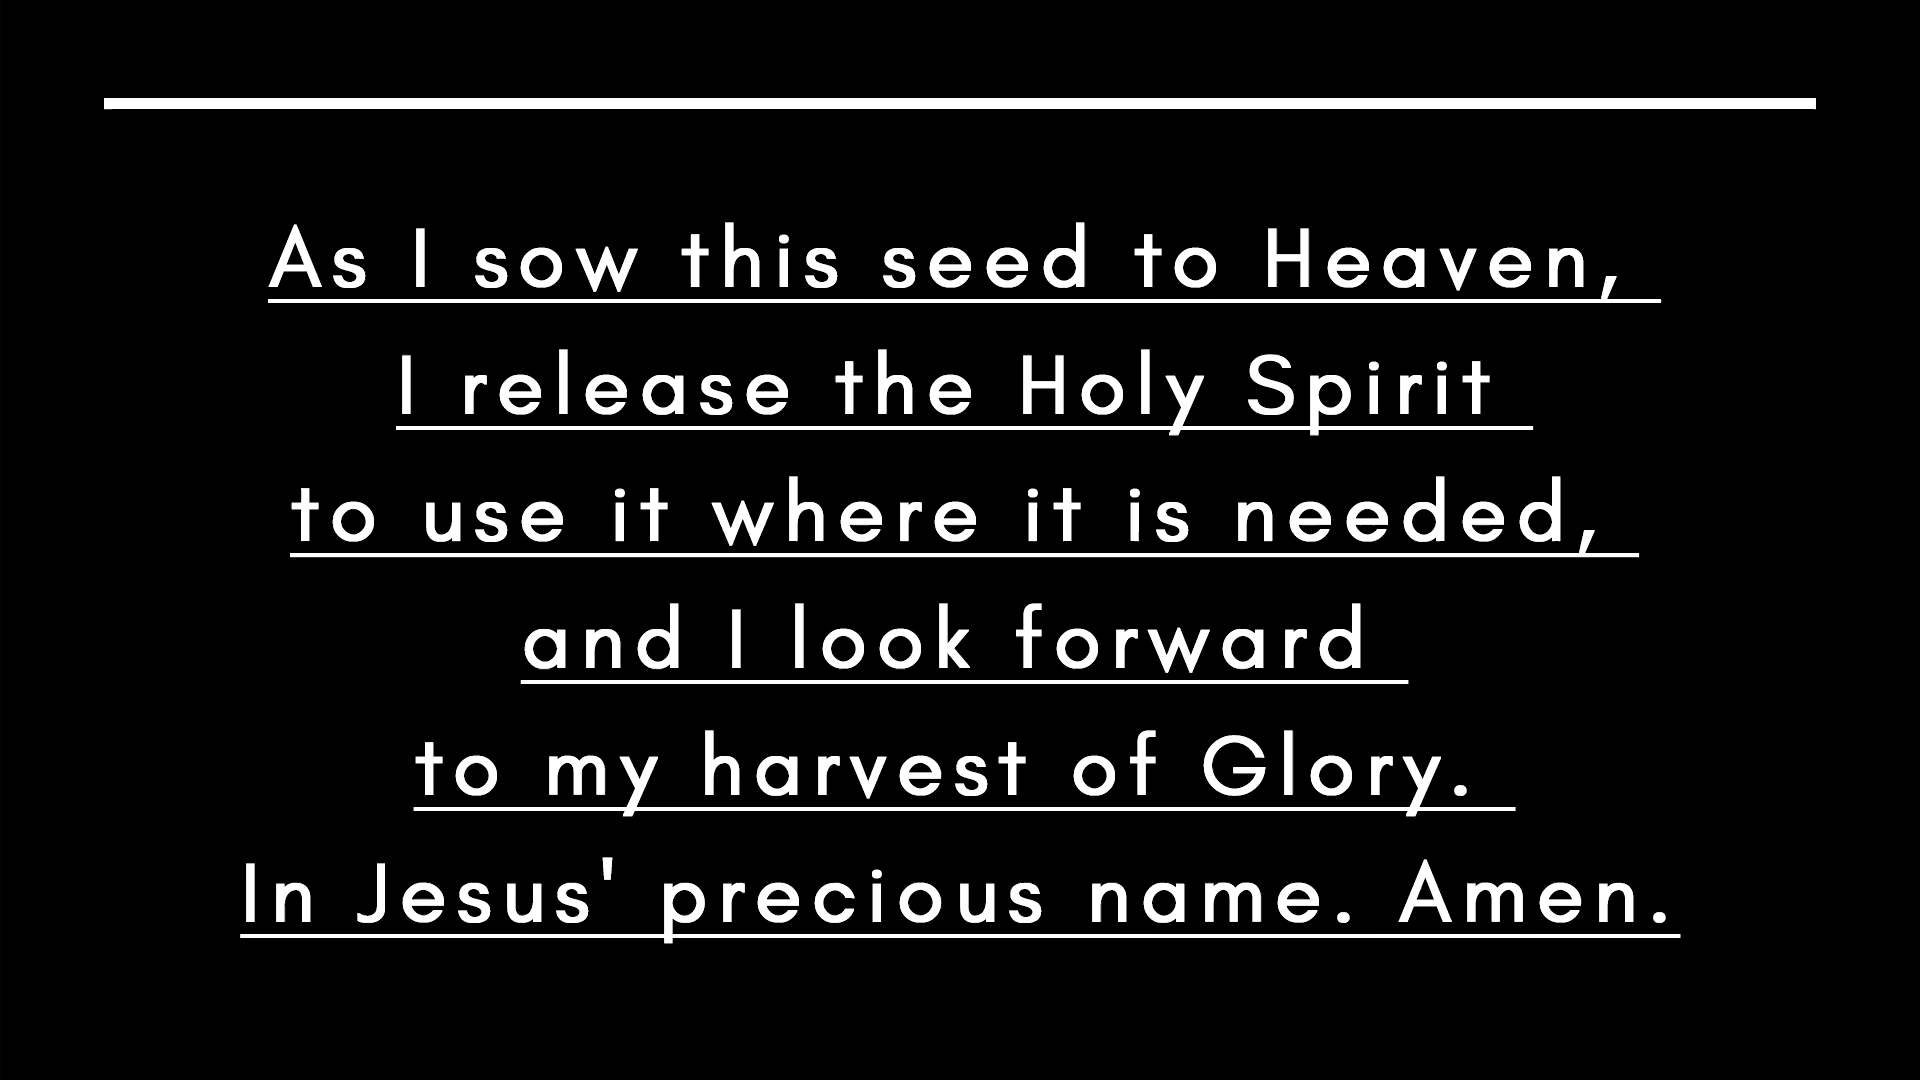 As I sow this seed to Heaven,
I release the Holy Spirit
to use it where it is needed,
and I look forward
to my harvest of Glory.
In Jesus' precious name. Amen.